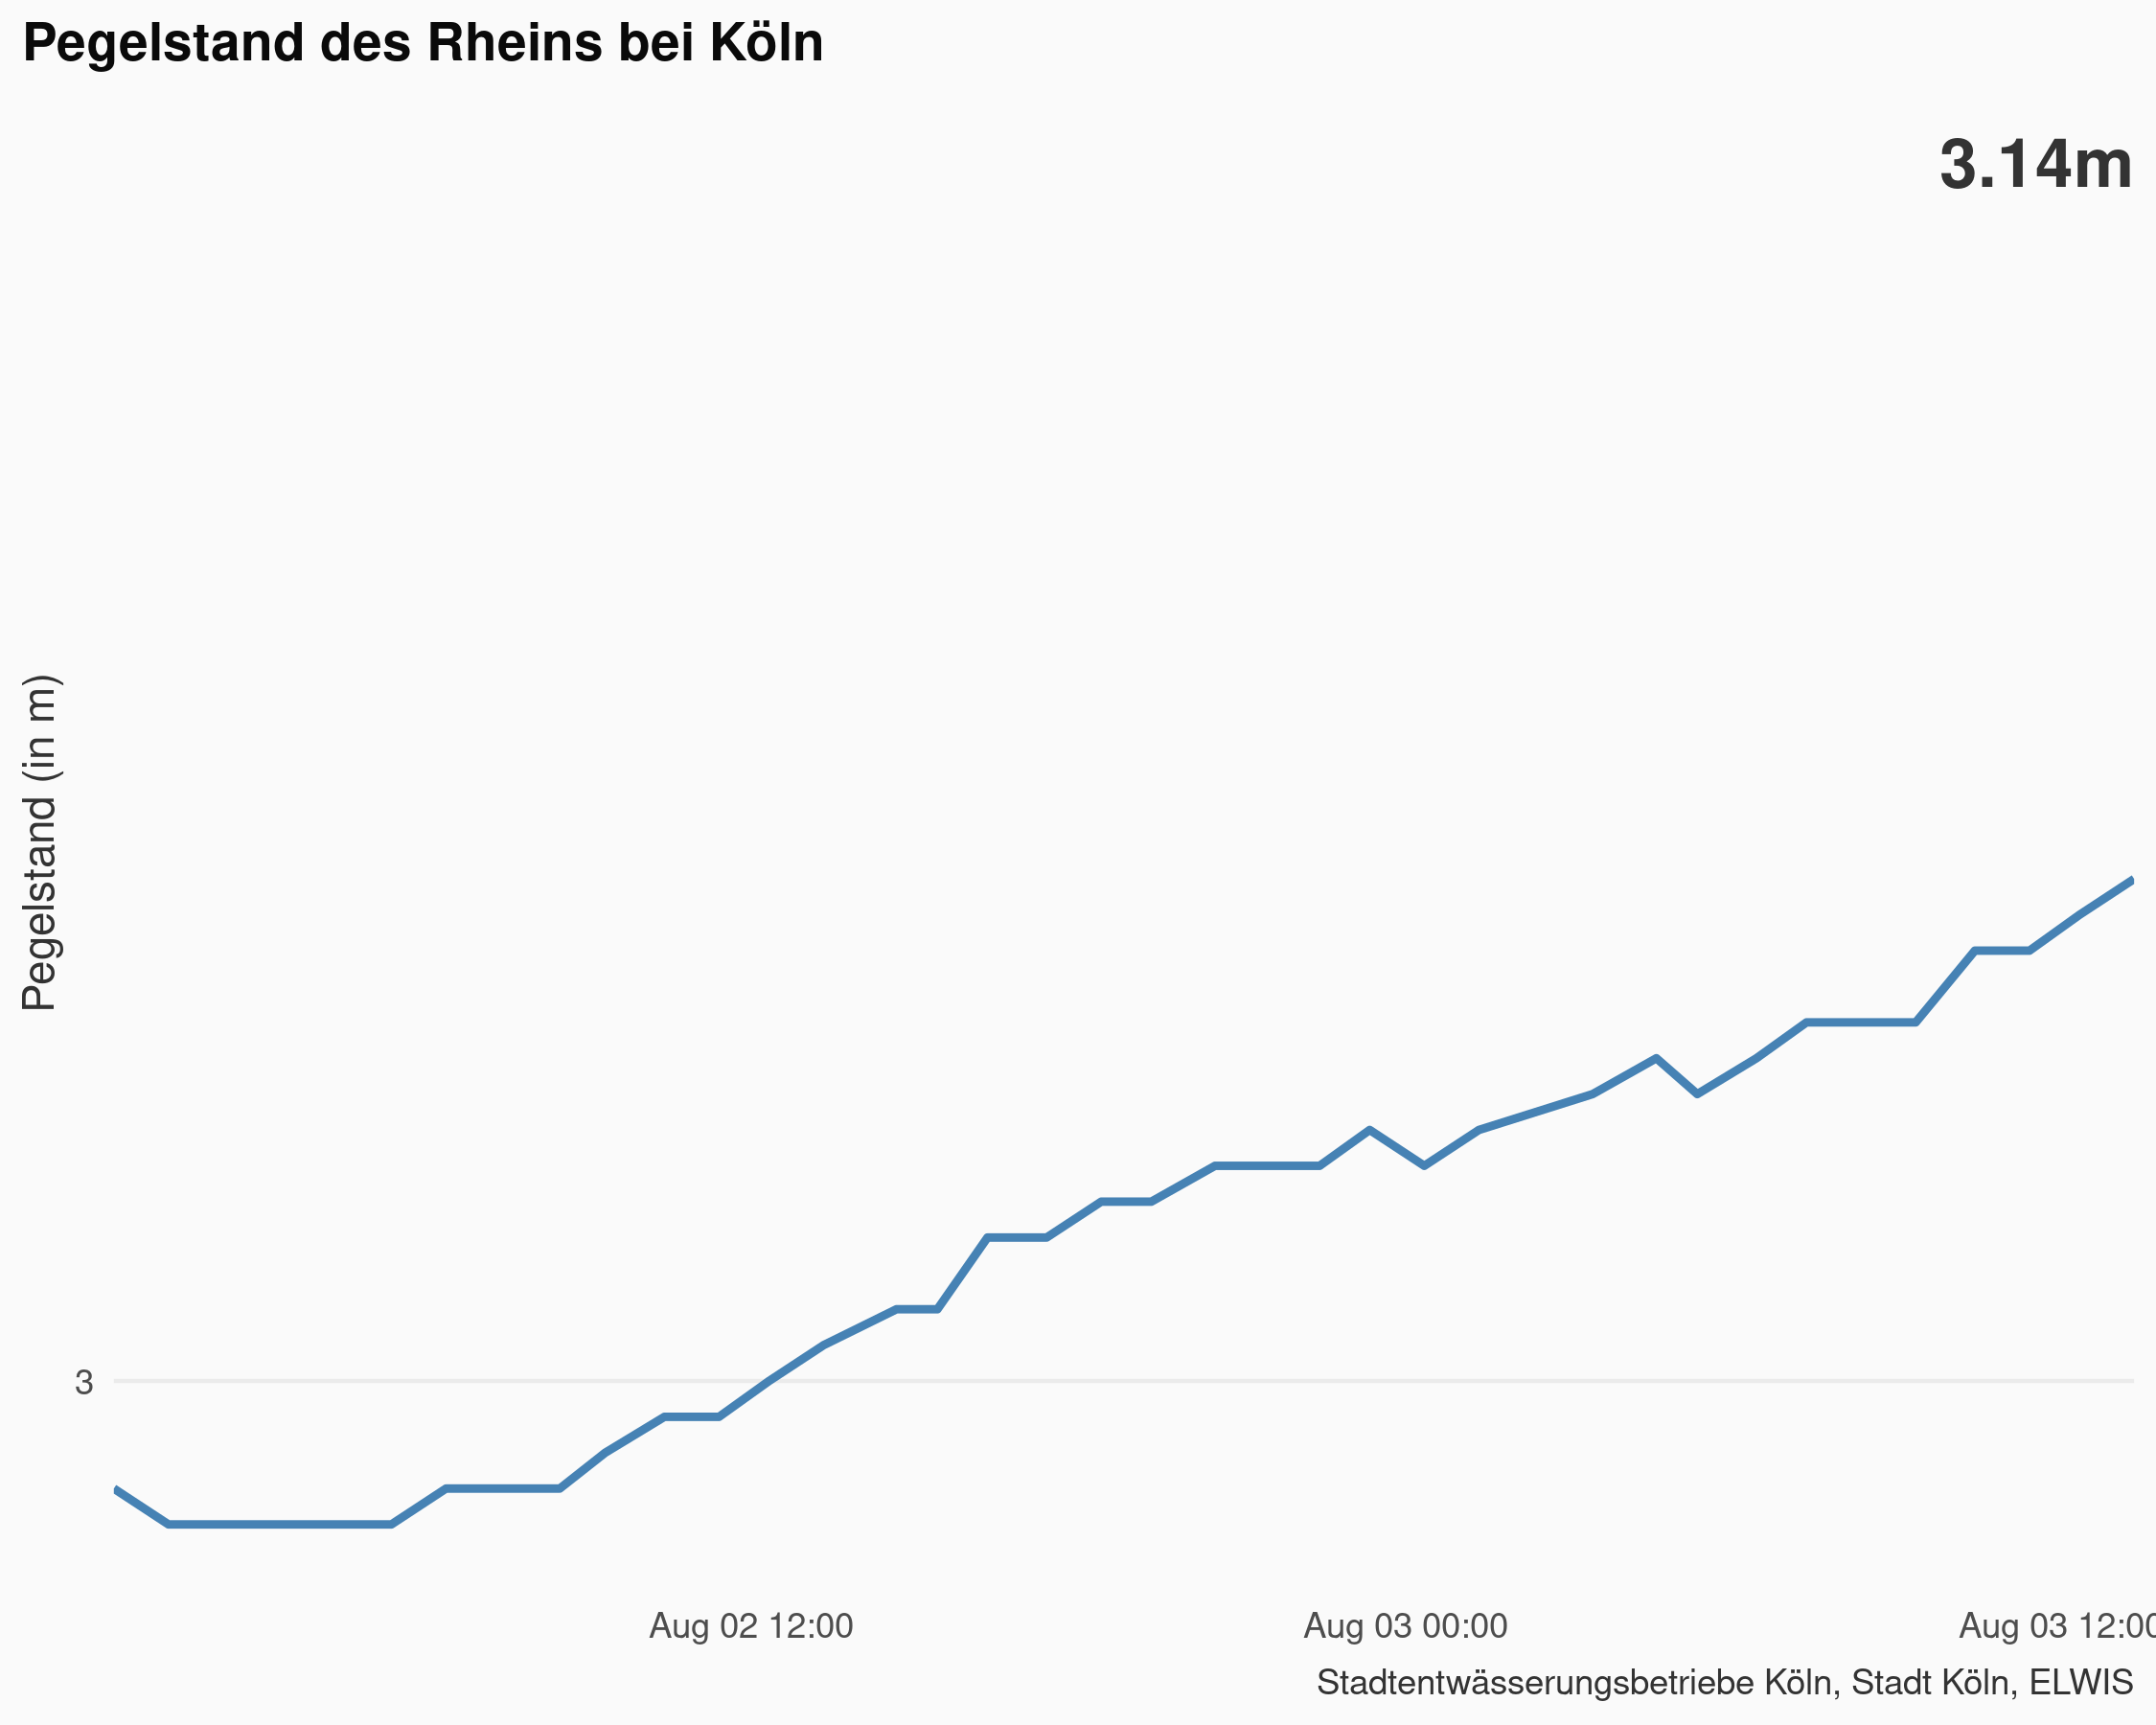 Pegelstand des Rheins bei Köln
3.14m
Pegelstand (in m)
3
Aug 02 12:00
Aug 03 00:00
Aug 03 12:00
Stadtentwässerungsbetriebe Köln, Stadt Köln, ELWIS